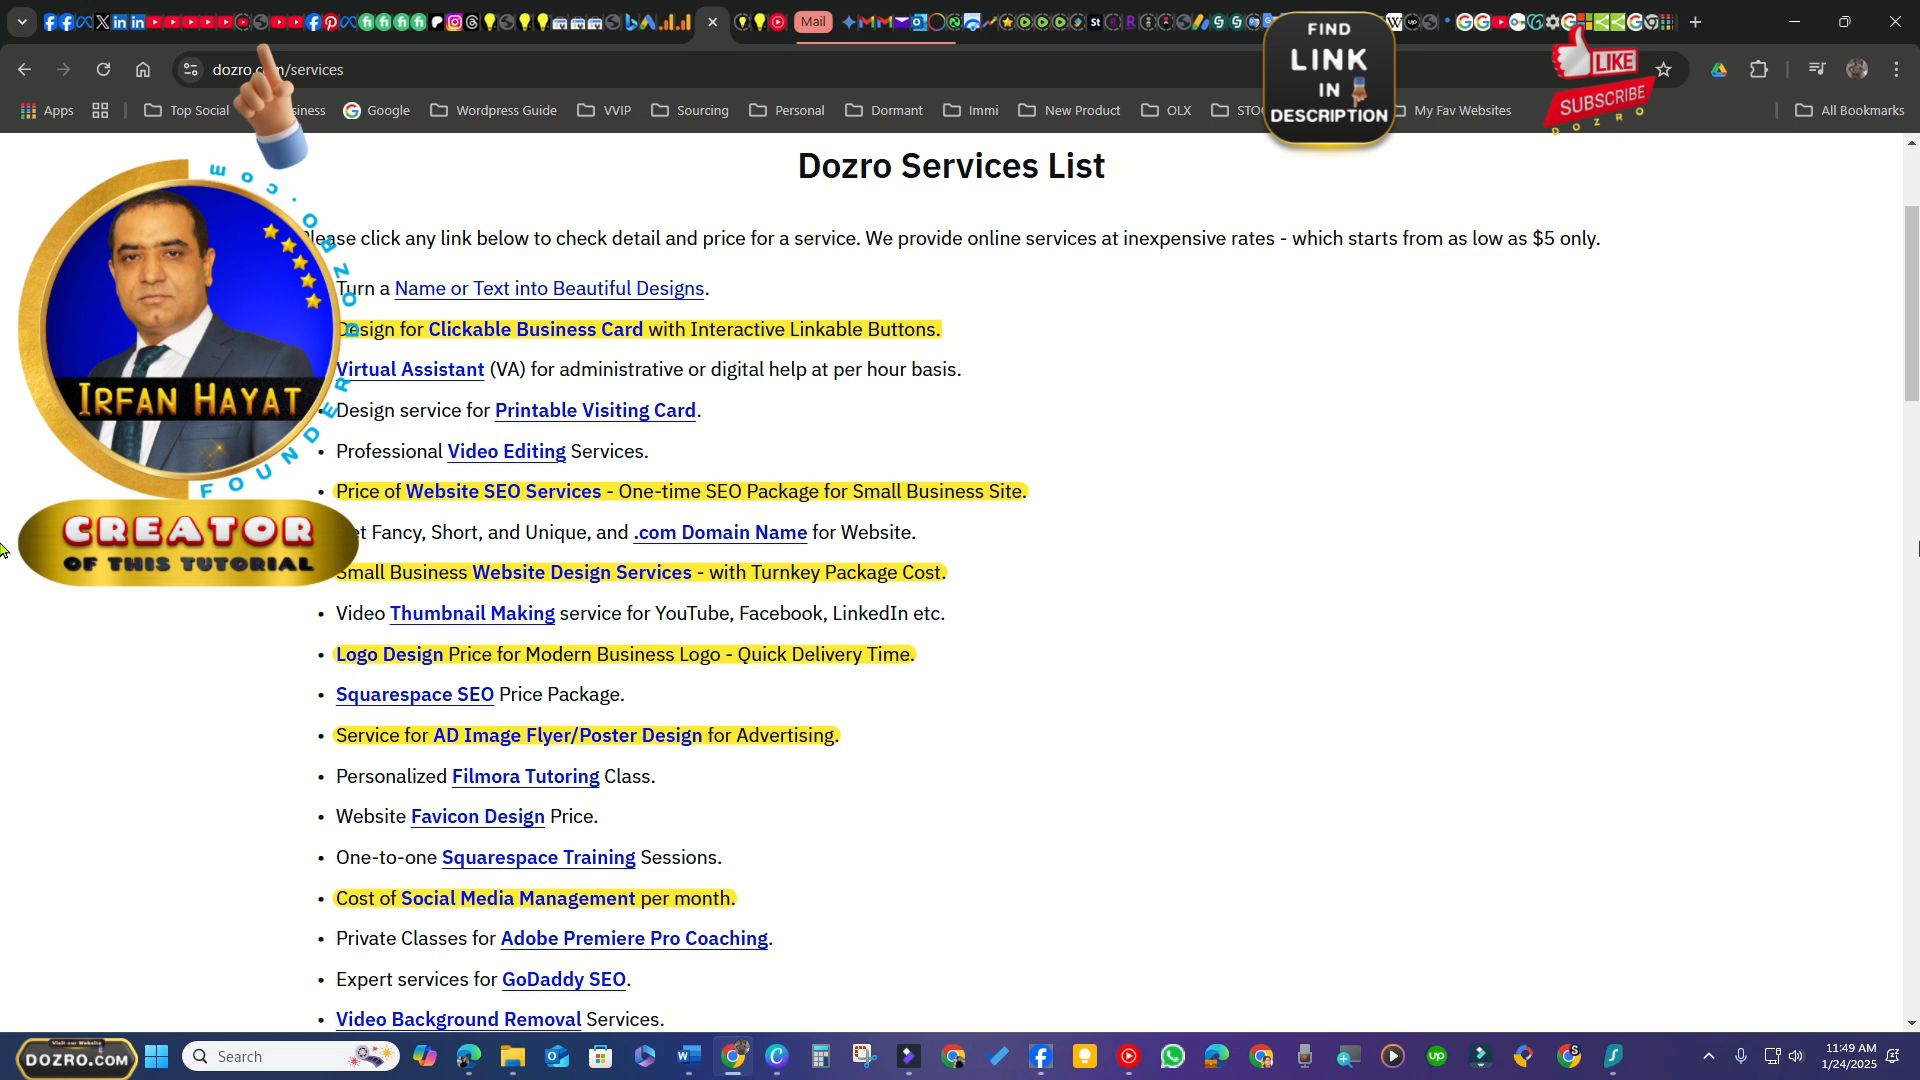 Mail
dozro.com/services
FIND
LINK
IN
DESCRIPTION
LIKE
SUBSCRIBE
DOZRO
Apps
Top Social
Google
Wordpress Guide
VVIP
Sourcing
Personal
Dormant
Immi
New Product
OLX
My Fav Websites
All Bookmarks
Dozro Services List
Please click any link below to check detail and price for a service. We provide online services at inexpensive rates - which starts from as low as $5 only.
Turn a Name or Text into Beautiful Designs.
Design for Clickable Business Card with Interactive Linkable Buttons.
Virtual Assistant (VA) for administrative or digital help at per hour basis.
• Design service for Printable Visiting Card.
• Professional Video Editing Services.
• Price of Website SEO Services - One-time SEO Package for Small Business Site.
Fancy, Short, and Unique, and .com Domain Name for Website.
Small Business Website Design Services - with Turnkey Package Cost.
• Video Thumbnail Making service for YouTube, Facebook, LinkedIn etc.
• Logo Design Price for Modern Business Logo - Quick Delivery Time.
• Squarespace SEO Price Package.
• Service for AD Image Flyer/Poster Design for Advertising.
• Personalized Filmora Tutoring Class.
• Website Favicon Design Price.
• One-to-one Squarespace Training Sessions.
• Cost of Social Media Management per month.
• Private Classes for Adobe Premiere Pro Coaching.
• Expert services for GoDaddy SEO.
• Video Background Removal Services.
IRFAN HAYAT
FOUNDER DOZRO.COM
CREATOR
OF THIS TUTORIAL
Visit our Website
DOZRO.COM
Search
11:49 AM
1/24/2025